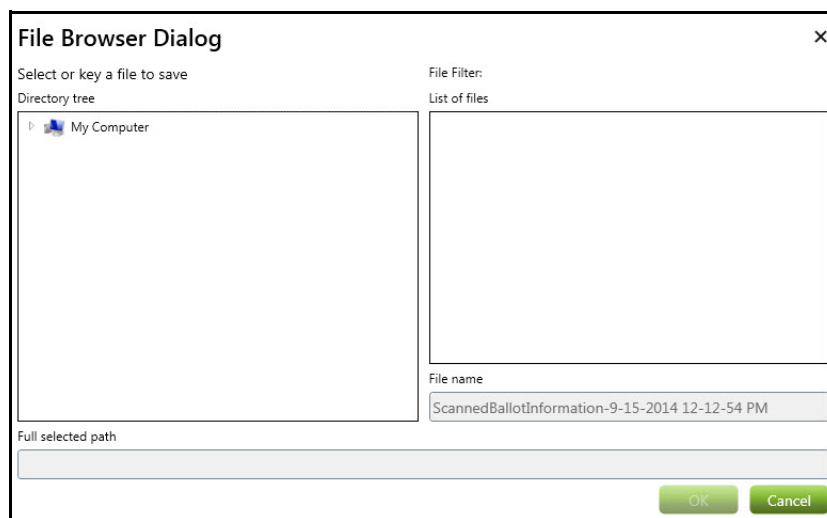 File Browser Dialog
Select or key a file to save
File Filter:
Directory tree
List of files
My Computer
File name
ScannedBallotInformation-9-15-2014 12-12-54 PM
Full selected path
OK
Cancel